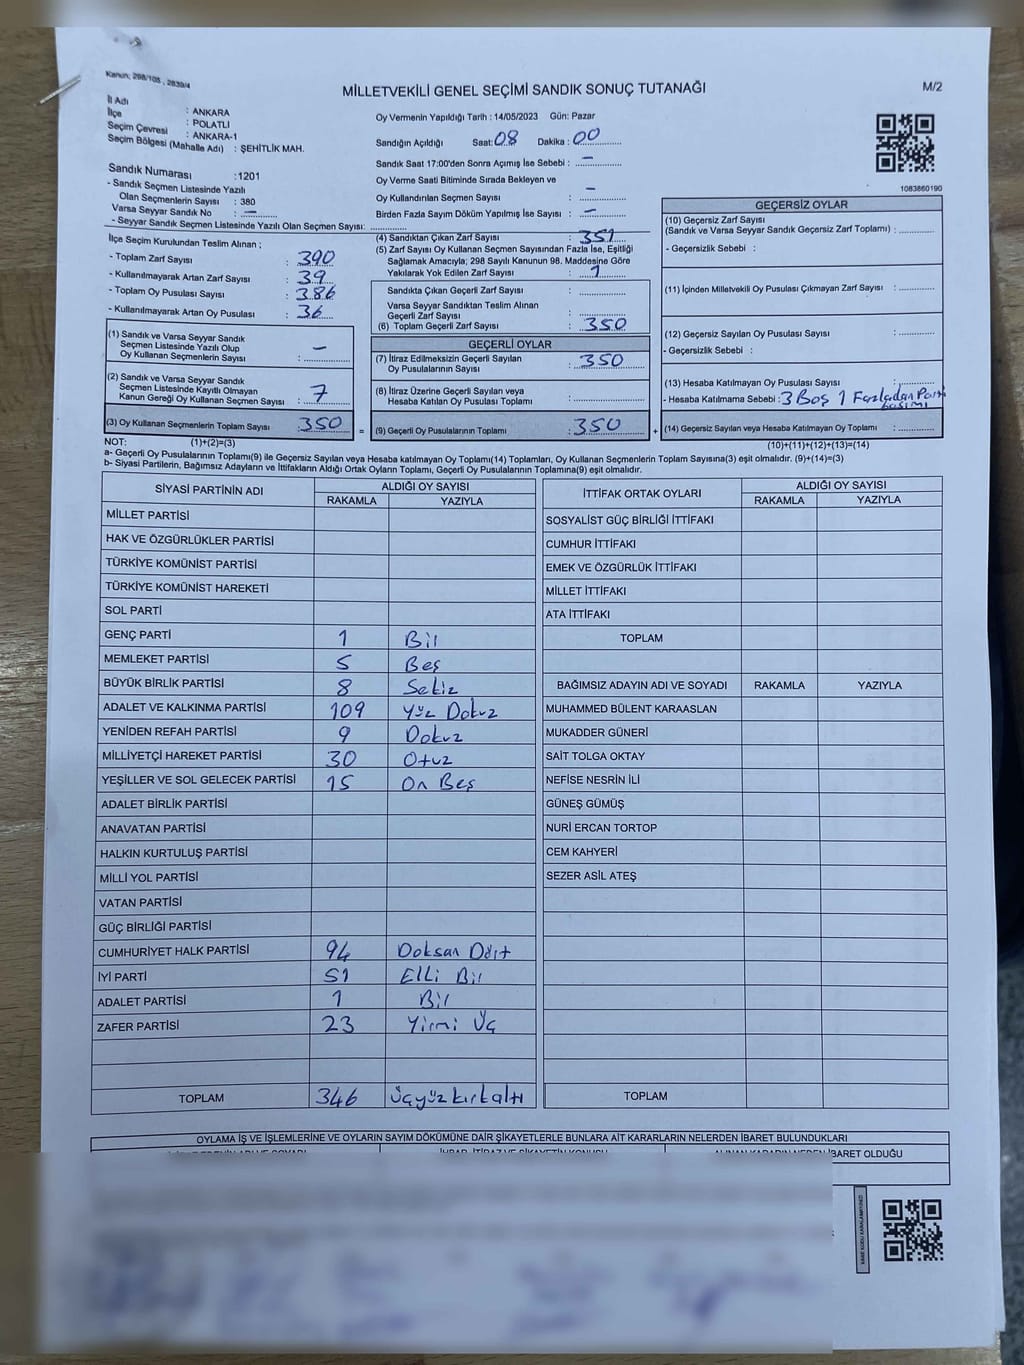 Kanun; 298/105 , 2839/4
MİLLETVEKİLİ GENEL SEÇİMİ SANDIK SONUÇ TUTANAĞI
M/2
İl Adı : ANKARA
İlçe : POLATLI
Seçim Çevresi : ANKARA-1
Seçim Bölgesi (Mahalle Adı) : ŞEHİTLİK MAH.
Oy Vermenin Yapıldığı Tarih : 14/05/2023 Gün: Pazar
Sandığın Açıldığı Saat: 08 Dakika : 00
Sandık Saat 17:00'den Sonra Açımış İse Sebebi : –
Oy Verme Saati Bitiminde Sırada Bekleyen ve
Oy Kullandırılan Seçmen Sayısı : –
Birden Fazla Sayım Döküm Yapılmış İse Sayısı : –
1083860190
Sandık Numarası :1201
- Sandık Seçmen Listesinde Yazılı
Olan Seçmenlerin Sayısı : 380
Varsa Seyyar Sandık No : –
- Seyyar Sandık Seçmen Listesinde Yazılı Olan Seçmen Sayısı:
İlçe Seçim Kurulundan Teslim Alınan ;
- Toplam Zarf Sayısı : 390
- Kullanılmayarak Artan Zarf Sayısı : 39
- Toplam Oy Pusulası Sayısı : 386
- Kullanılmayarak Artan Oy Pusulası : 36
(1) Sandık ve Varsa Seyyar Sandık
Seçmen Listesinde Yazılı Olup
Oy Kullanan Seçmenlerin Sayısı : –
(2) Sandık ve Varsa Seyyar Sandık
Seçmen Listesinde Kayıtlı Olmayan
Kanun Gereği Oy Kullanan Seçmen Sayısı : 7
(3) Oy Kullanan Seçmenlerin Toplam Sayısı : 350
(4) Sandıktan Çıkan Zarf Sayısı : 351
(5) Zarf Sayısı Oy Kullanan Seçmen Sayısından Fazla İse, Eşitliği
Sağlamak Amacıyla; 298 Sayılı Kanunun 98. Maddesine Göre
Yakılarak Yok Edilen Zarf Sayısı : 1
Sandıkta Çıkan Geçerli Zarf Sayısı :
Varsa Seyyar Sandıktan Teslim Alınan
Geçerli Zarf Sayısı :
(6) Toplam Geçerli Zarf Sayısı : 350
GEÇERLİ OYLAR
(7) İtiraz Edilmeksizin Geçerli Sayılan
Oy Pusulalarının Sayısı : 350
(8) İtiraz Üzerine Geçerli Sayılan veya
Hesaba Katılan Oy Pusulası Toplamı :
= (9) Geçerli Oy Pusulalarının Toplamı : 350 +
GEÇERSİZ OYLAR
(10) Geçersiz Zarf Sayısı
(Sandık ve Varsa Seyyar Sandık Geçersiz Zarf Toplamı) :
- Geçersizlik Sebebi :
(11) İçinden Milletvekili Oy Pusulası Çıkmayan Zarf Sayısı :
(12) Geçersiz Sayılan Oy Pusulası Sayısı :
- Geçersizlik Sebebi :
(13) Hesaba Katılmayan Oy Pusulası Sayısı :
- Hesaba Katılmama Sebebi : 3 Boş 1 Fazladan Parti
basımı
(14) Geçersiz Sayılan veya Hesaba Katılmayan Oy Toplamı :
NOT: (1)+(2)=(3)
(10)+(11)+(12)+(13)=(14)
a- Geçerli Oy Pusulalarının Toplamı(9) ile Geçersiz Sayılan veya Hesaba Katılmayan Oy Toplamı(14) Toplamları, Oy Kullanan Seçmenlerin Toplam Sayısına(3) eşit olmalıdır. (9)+(14)=(3)
b- Siyasi Partilerin, Bağımsız Adayların ve İttifakların Aldığı Ortak Oyların Toplamı, Geçerli Oy Pusulalarının Toplamına(9) eşit olmalıdır.
SİYASİ PARTİNİN ADI
ALDIĞI OY SAYISI
RAKAMLA YAZIYLA
MİLLET PARTİSİ
HAK VE ÖZGÜRLÜKLER PARTİSİ
TÜRKİYE KOMÜNİST PARTİSİ
TÜRKİYE KOMÜNİST HAREKETİ
SOL PARTİ
GENÇ PARTİ 1 Bir
MEMLEKET PARTİSİ 5 Beş
BÜYÜK BİRLİK PARTİSİ 8 Sekiz
ADALET VE KALKINMA PARTİSİ 109 Yüz Dokuz
YENİDEN REFAH PARTİSİ 9 Dokuz
MİLLİYETÇİ HAREKET PARTİSİ 30 Otuz
YEŞİLLER VE SOL GELECEK PARTİSİ 15 On Beş
ADALET BİRLİK PARTİSİ
ANAVATAN PARTİSİ
HALKIN KURTULUŞ PARTİSİ
MİLLİ YOL PARTİSİ
VATAN PARTİSİ
GÜÇ BİRLİĞİ PARTİSİ
CUMHURİYET HALK PARTİSİ 94 Doksan Dört
İYİ PARTİ 51 Elli Bir
ADALET PARTİSİ 1 Bir
ZAFER PARTİSİ 23 Yirmi Üç
TOPLAM 346 Üçyüzkırkaltı
İTTİFAK ORTAK OYLARI
ALDIĞI OY SAYISI
RAKAMLA YAZIYLA
SOSYALİST GÜÇ BİRLİĞİ İTTİFAKI
CUMHUR İTTİFAKI
EMEK VE ÖZGÜRLÜK İTTİFAKI
MİLLET İTTİFAKI
ATA İTTİFAKI
TOPLAM
BAĞIMSIZ ADAYIN ADI VE SOYADI RAKAMLA YAZIYLA
MUHAMMED BÜLENT KARAASLAN
MUKADDER GÜNERİ
SAİT TOLGA OKTAY
NEFİSE NESRİN İLİ
GÜNEŞ GÜMÜŞ
NURİ ERCAN TORTOP
CEM KAHYERİ
SEZER ASİL ATEŞ
TOPLAM
OYLAMA İŞ VE İŞLEMLERİNE VE OYLARIN SAYIM DÖKÜMÜNE DAİR ŞİKAYETLERLE BUNLARA AİT KARARLARIN NELERDEN İBARET BULUNDUKLARI
İHBAR, İTİRAZ VE ŞİKAYETİN KONUSU ALINAN KARARIN NEDEN İBARET OLDUĞU